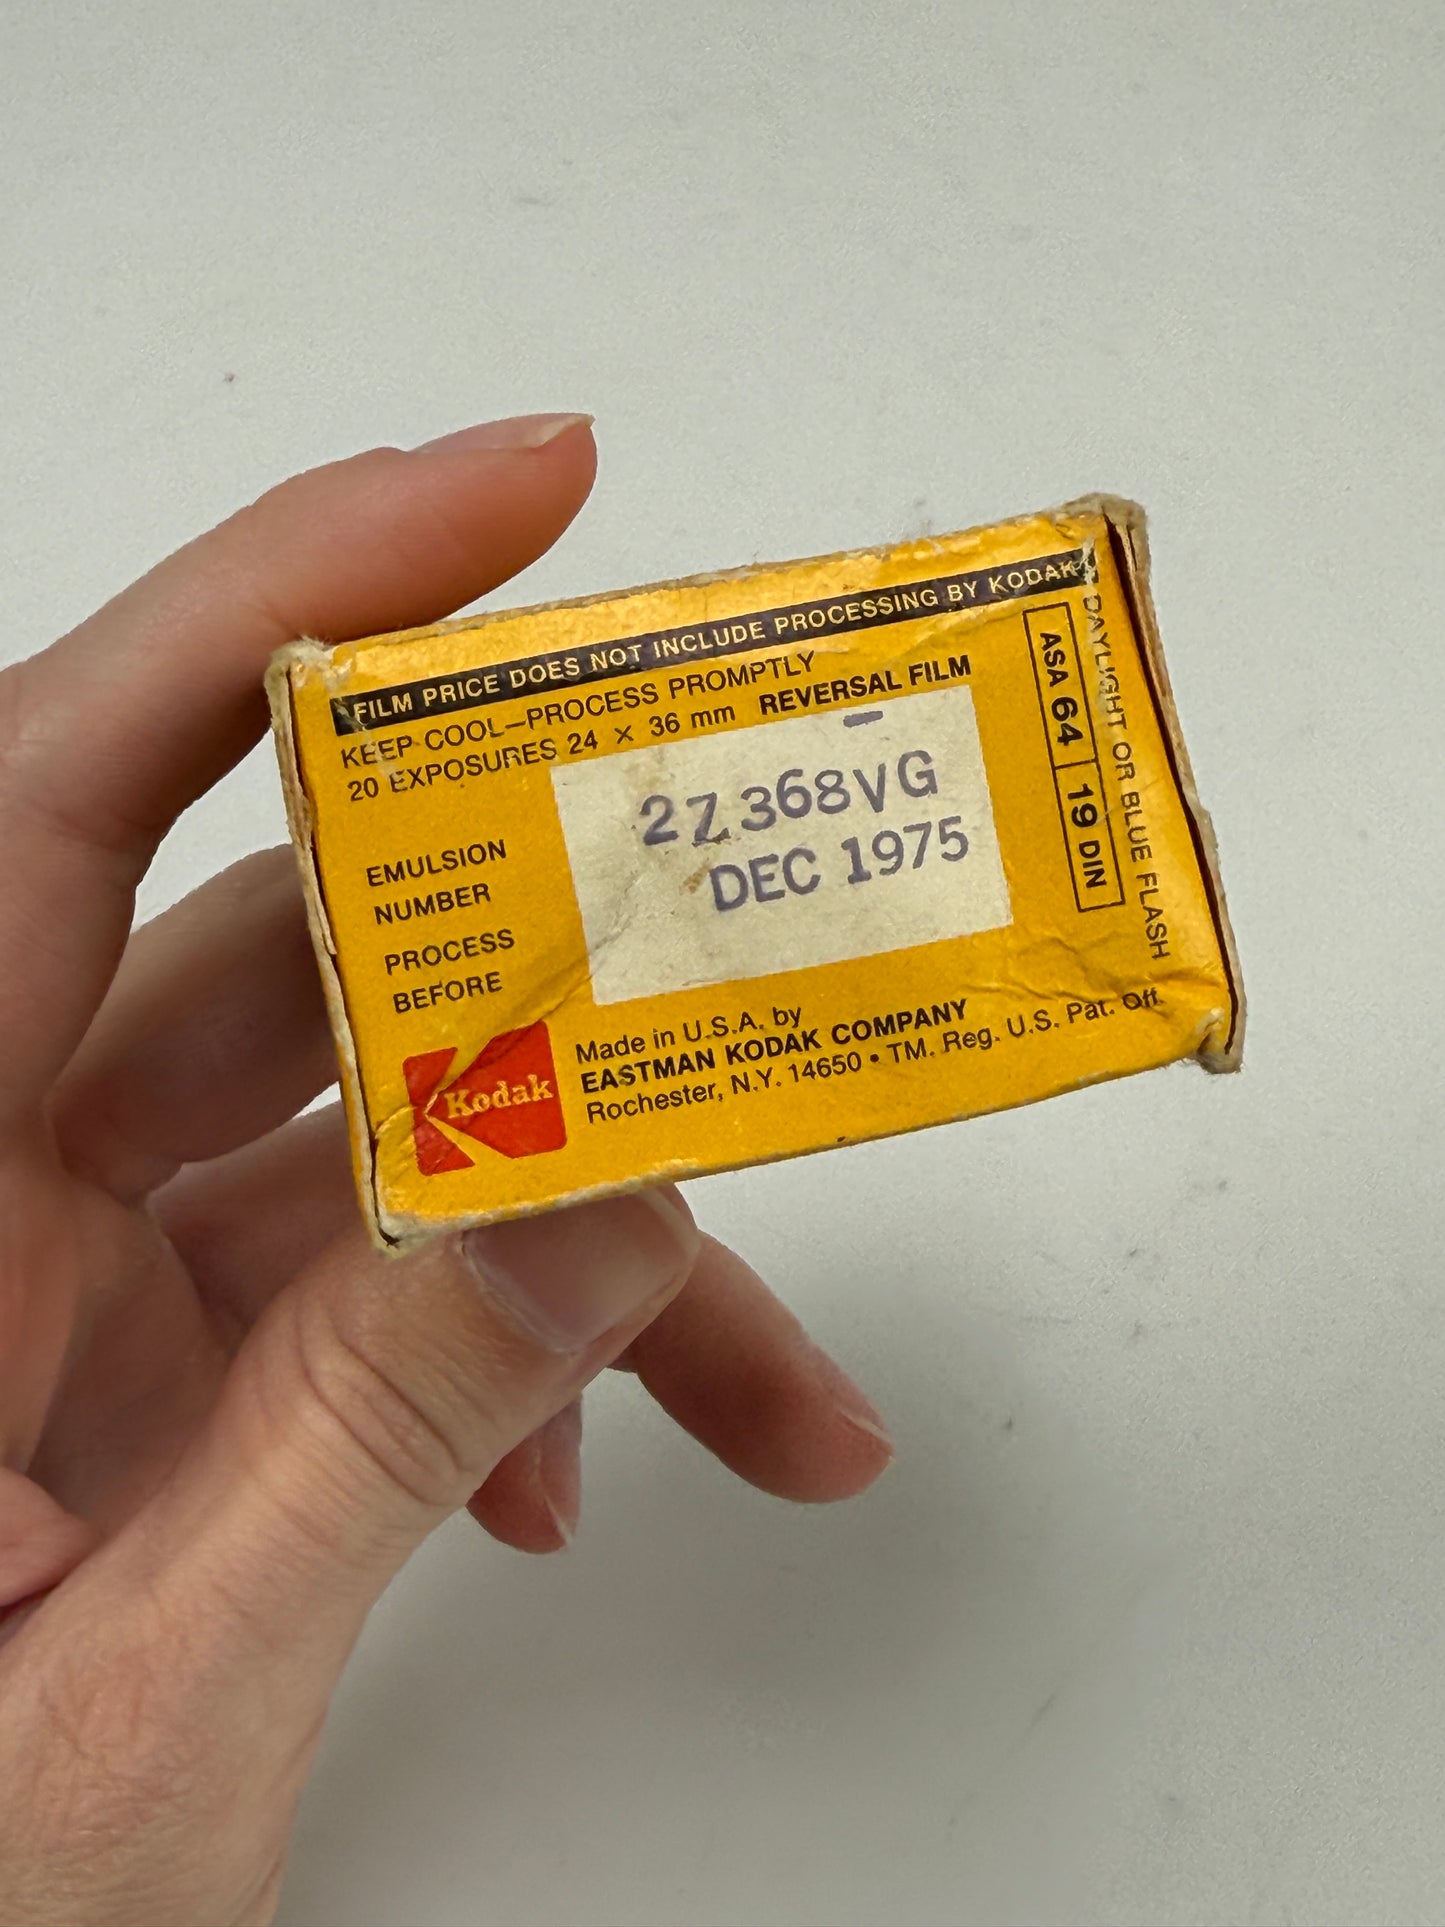 FILM PRICE DOES NOT INCLUDE PROCESSING BY KODAK
KEEP COOL–PROCESS PROMPTLY
20 EXPOSURES 24 x 36 mm REVERSAL FILM
2Z368VG
DEC 1975
EMULSION
NUMBER
PROCESS
BEFORE
ASA 64 19 DIN
DAYLIGHT OR BLUE FLASH
Kodak
Made in U.S.A. by
EASTMAN KODAK COMPANY
Rochester, N.Y. 14650 • TM. Reg. U.S. Pat. Off.